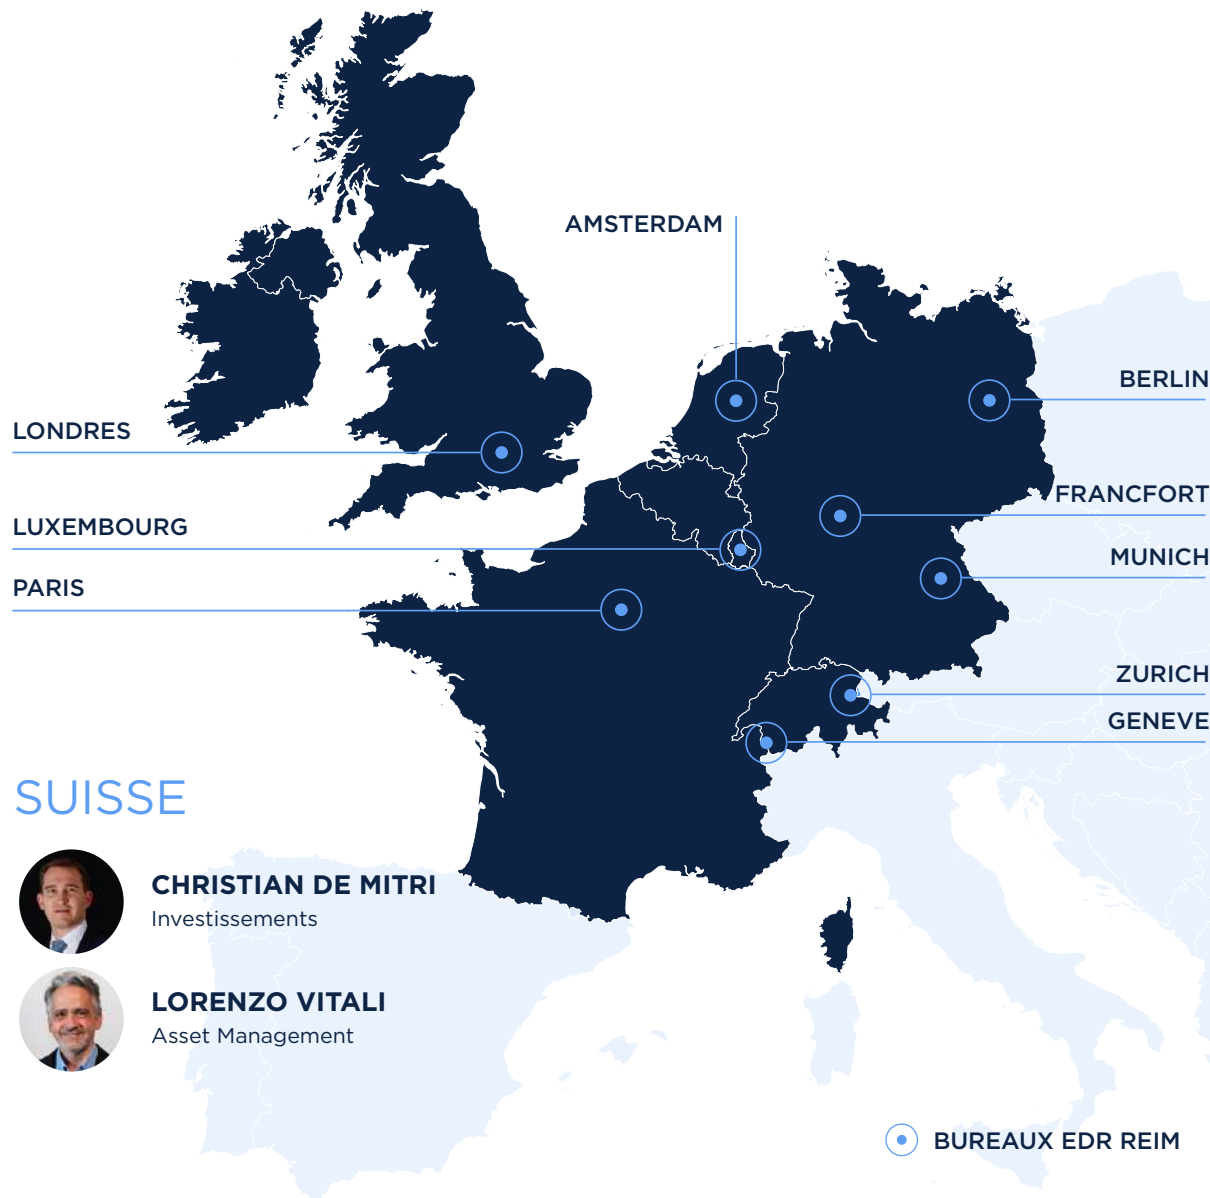 AMSTERDAM
BERLIN
LONDRES
FRANCFORT
LUXEMBOURG
MUNICH
PARIS
ZURICH
GENEVE
SUISSE
CHRISTIAN DE MITRI
Investissements
LORENZO VITALI
Asset Management
BUREAUX EDR REIM